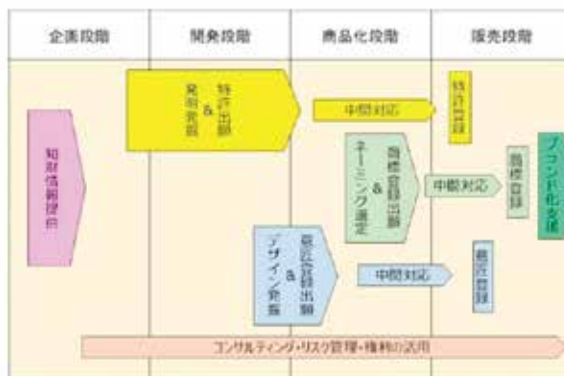 企画段階
開発段階
商品化段階
販売段階
知財情報提供
特許出願
&
発明発掘
中間対応
特許登録
商標登録出願
&
ネーミング選定
中間対応
商標登録
ブランド化支援
意匠登録出願
&
デザイン発掘
中間対応
意匠登録
コンサルティング・リスク管理・権利の活用